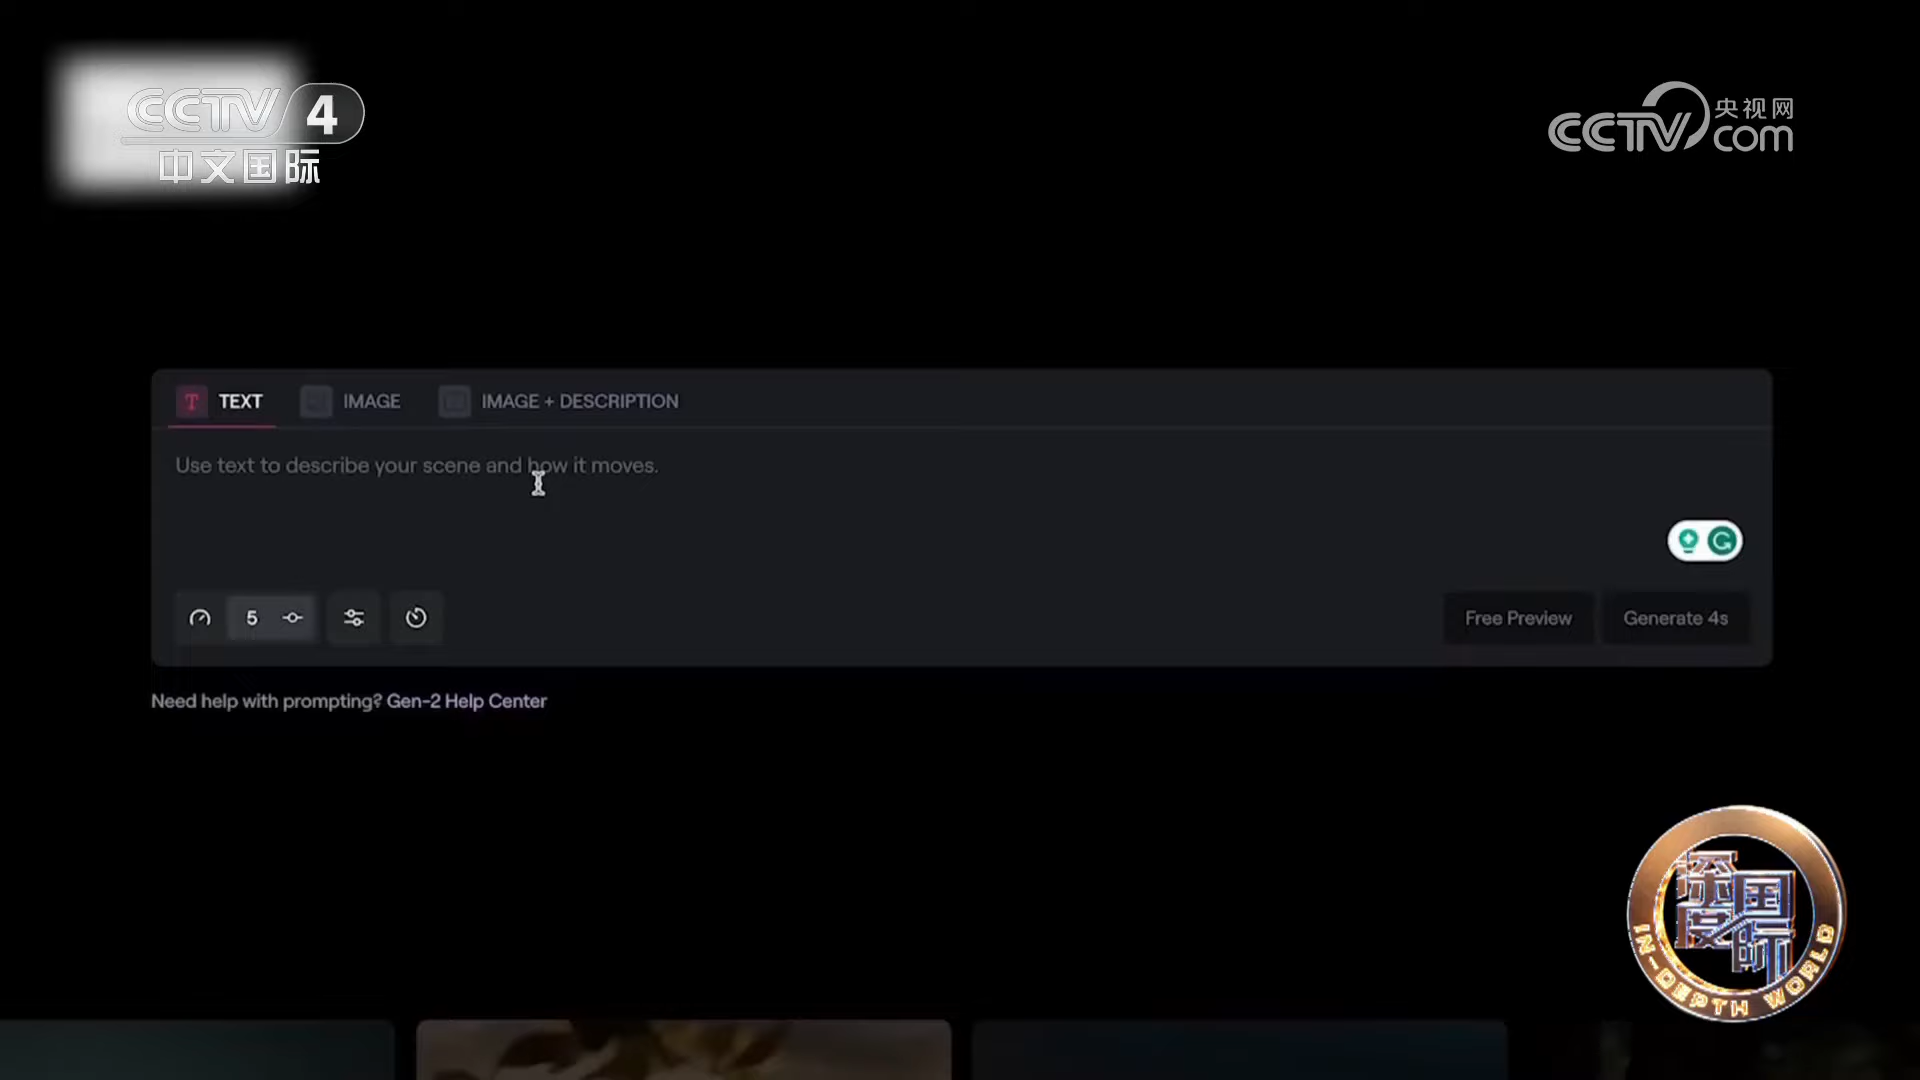 CCTV 4
中文国际
央视网
CCTV com
TEXT
IMAGE
IMAGE + DESCRIPTION
Use text to describe your scene and how it moves.
5
Free Preview
Generate 4s
Need help with prompting? Gen-2 Help Center
深度国际
IN-DEPTH WORLD